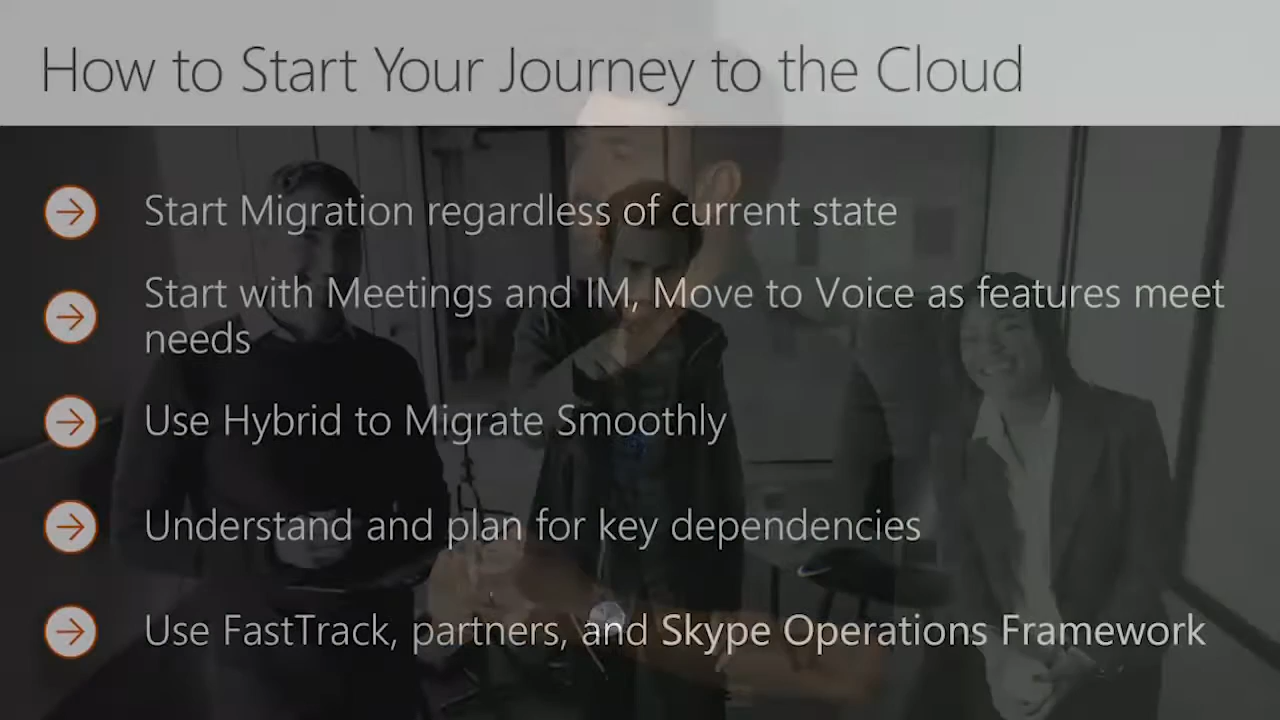 How to Start Your Journey to the Cloud
Start Migration regardless of current state
Start with Meetings and IM, Move to Voice as features meet
needs
Use Hybrid to Migrate Smoothly
Understand and plan for key dependencies
Use FastTrack, partners, and Skype Operations Framework